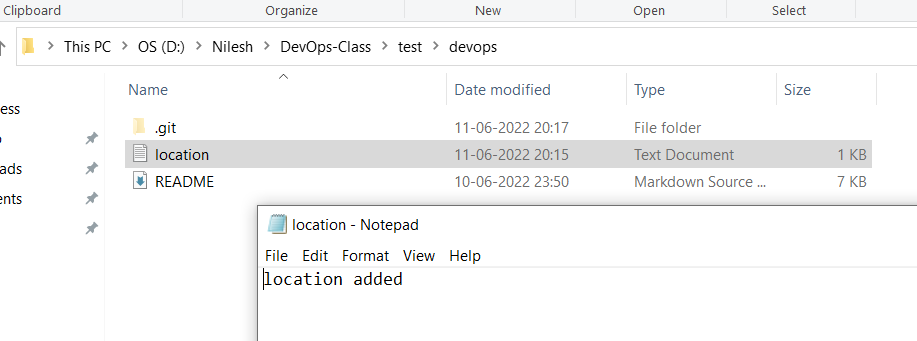 Clipboard Organize New Open Select
This PC OS (D:) Nilesh DevOps-Class test devops
Name Date modified Type Size
ess
.git 11-06-2022 20:17 File folder
location 11-06-2022 20:15 Text Document 1 KB
ads
README 10-06-2022 23:50 Markdown Source ... 7 KB
ents
location - Notepad
File Edit Format View Help
location added